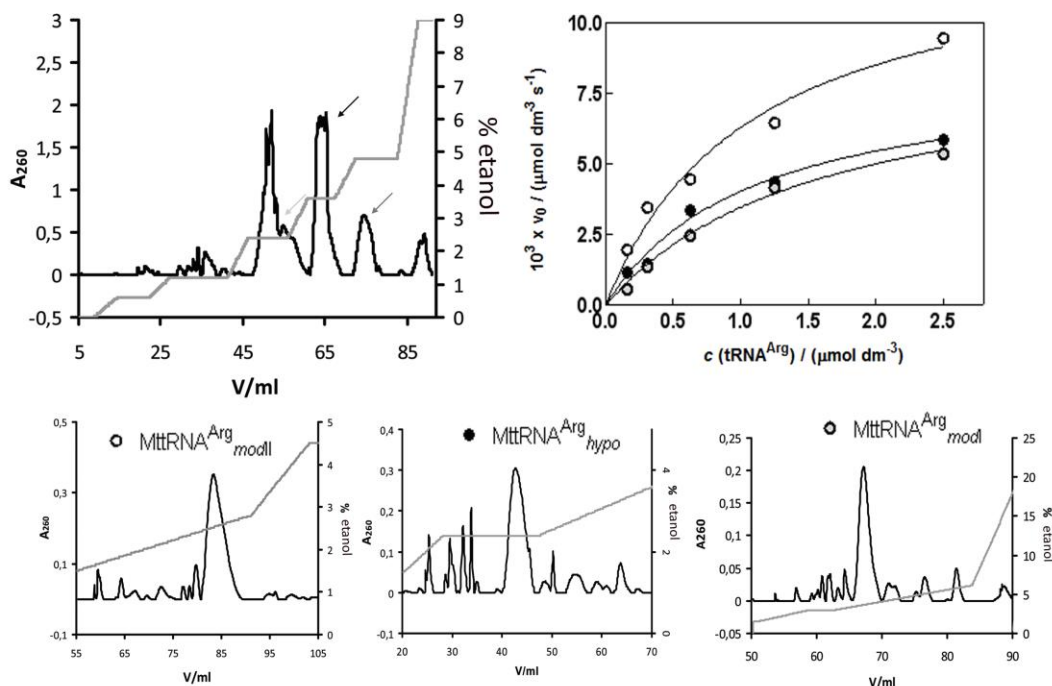 3
2,5
2
1,5
1
0,5
0
-0,5
A260
9
8
7
6
5
4
3
2
1
0
% etanol
5 25 45 65 85
V/ml
10.0
7.5
5.0
2.5
0.0
10³ x v₀ / (μmol dm⁻³ s⁻¹)
0.0 0.5 1.0 1.5 2.0 2.5
c (tRNAᴬʳᵍ) / (μmol dm⁻³)
0,5
0,3
0,1
-0,1
A260
MttRNAᴬʳᵍ modII
5
4
3
2
1
0
% etanol
55 65 75 85 95 105
V/ml
0,4
0,3
0,2
0,1
0
-0,1
A260
MttRNAᴬʳᵍ hypo
4
2
0
% etanol
20 30 40 50 60 70
V/ml
0,25
0,2
0,15
0,1
0,05
0
-0,05
A260
MttRNAᴬʳᵍ modI
25
20
15
10
5
0
% etanol
50 60 70 80 90
V/ml